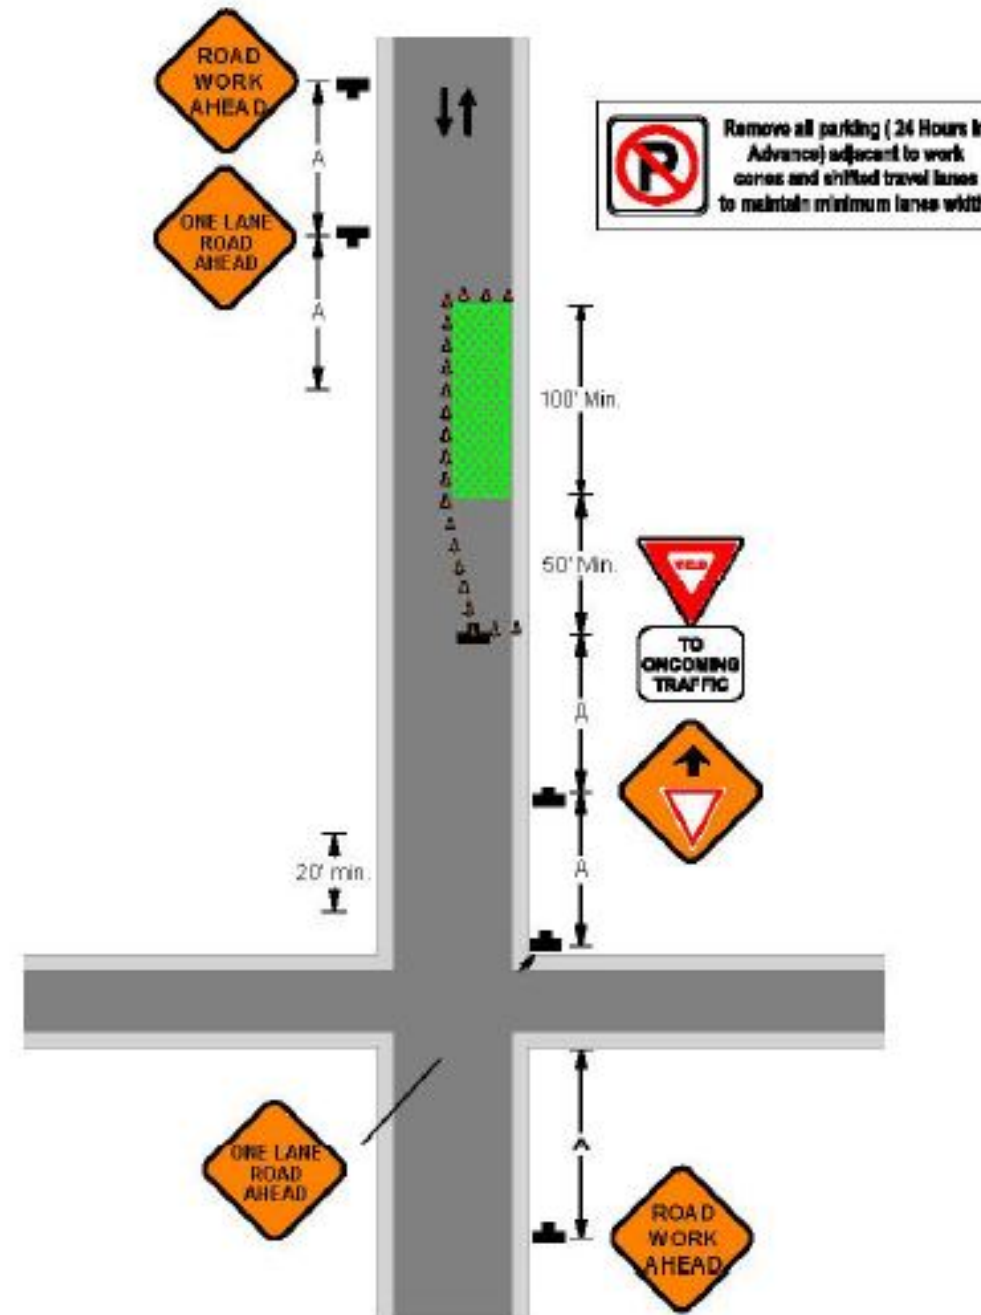 ROAD
WORK
AHEAD
A
ONE LANE
ROAD
AHEAD
A
P
Remove all parking ( 24 Hours in
Advance) adjacent to work
cones and shifted travel lanes
to maintain minimum lanes width
100' Min.
50' Min.
YIELD
TO
ONCOMING
TRAFFIC
A
A
20' min.
ONE LANE
ROAD
AHEAD
A
ROAD
WORK
AHEAD